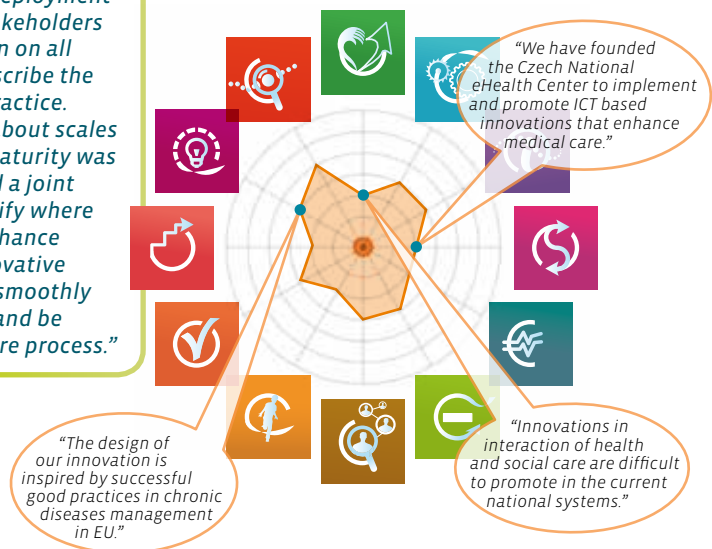 eployment
keholders
n on all
scribe the
ractice.
about scales
aturity was
d a joint
ify where
hance
ovative
smoothly
and be
re process.”
“We have founded
the Czech National
eHealth Center to implement
and promote ICT based
innovations that enhance
medical care.”
“The design of
our innovation is
inspired by successful
good practices in chronic
diseases management
in EU.”
“Innovations in
interaction of health
and social care are difficult
to promote in the current
national systems.”